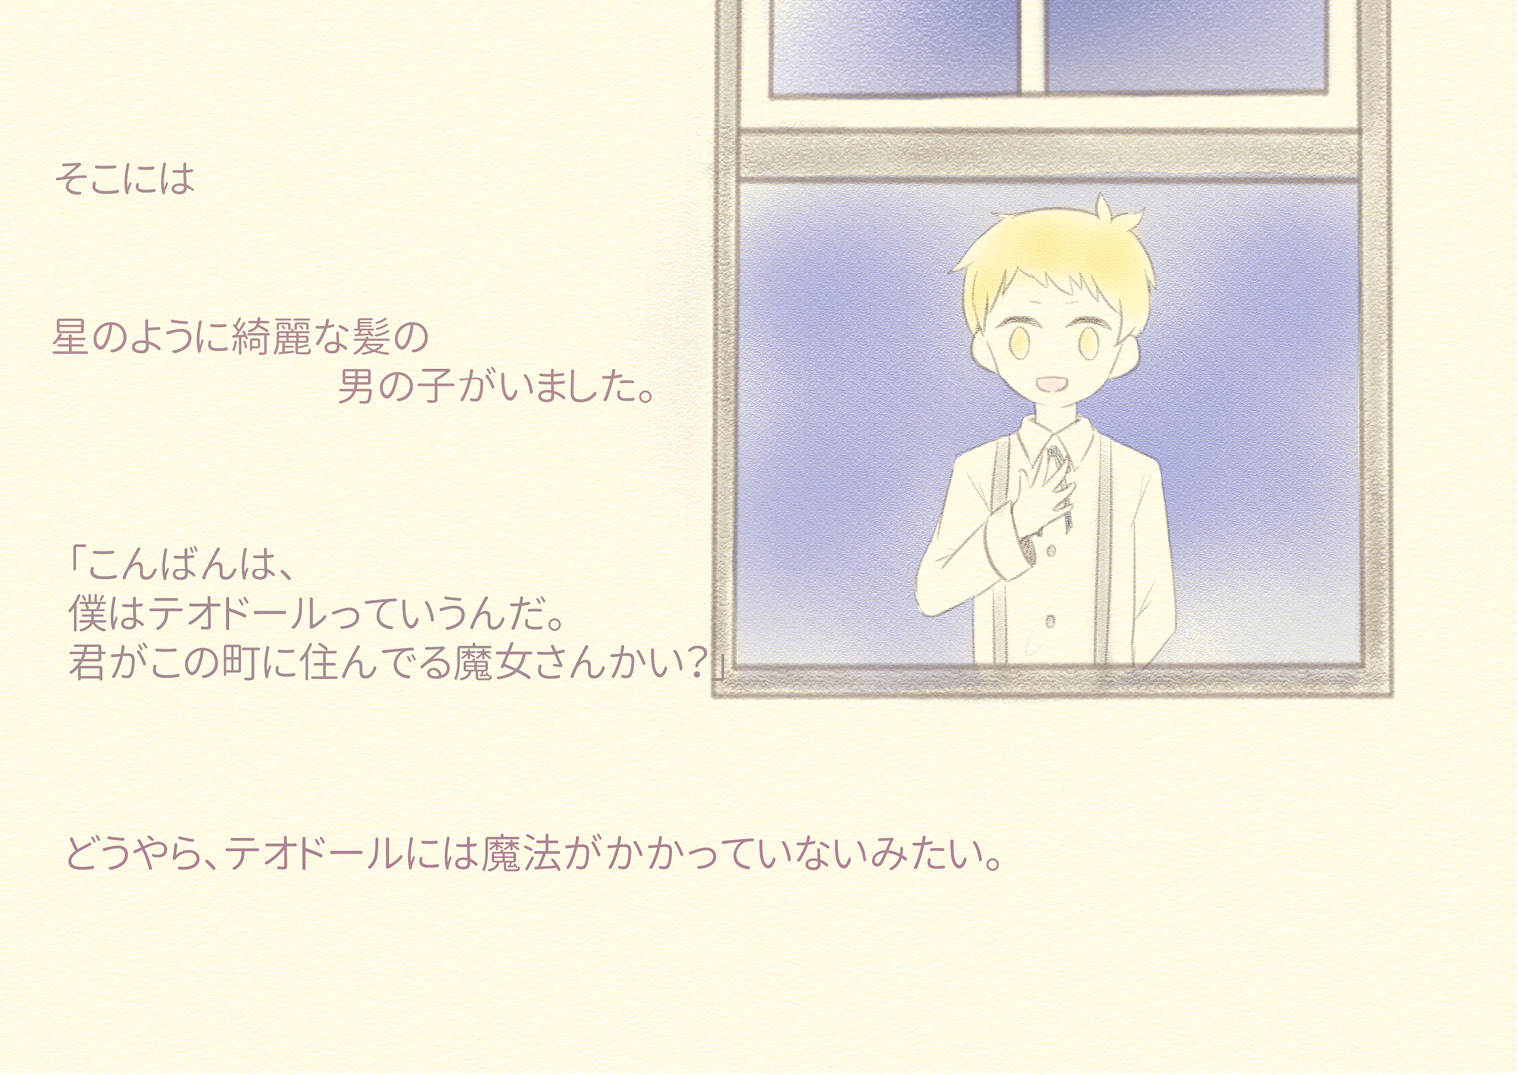 そこには
星のように綺麗な髪の
男の子がいました。
「こんばんは、
僕はテオドールっていうんだ。
君がこの町に住んでる魔女さんかい？」
どうやら、テオドールには魔法がかかっていないみたい。